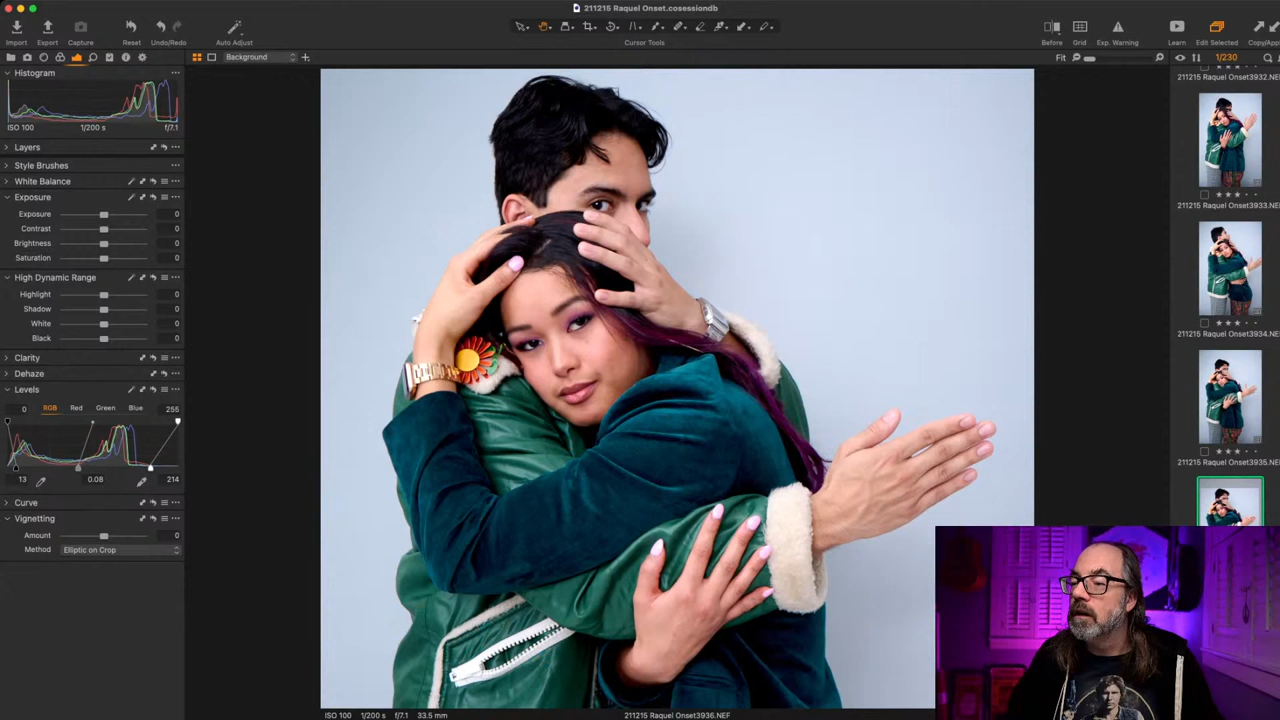 211215 Raquel Onset.cosessiondb
Import
Export
Capture
Reset
Undo/Redo
Auto Adjust
Cursor Tools
Before
Grid
Exp. Warning
Learn
Edit Selected
Copy/App
Background
Fit
1/230
Histogram
ISO 100 1/200 s f/7.1
Layers
Style Brushes
White Balance
Exposure
Exposure 0
Contrast 0
Brightness 0
Saturation 0
High Dynamic Range
Highlight 0
Shadow 0
White 0
Black 0
Clarity
Dehaze
Levels
0 RGB Red Green Blue 255
13 0.08 214
Curve
Vignetting
Amount 0
Method Elliptic on Crop
211215 Raquel Onset3932.NEF
211215 Raquel Onset3933.NEF
211215 Raquel Onset3934.NEF
211215 Raquel Onset3935.NEF
ISO 100 1/200 s f/7.1 33.5 mm
211215 Raquel Onset3936.NEF